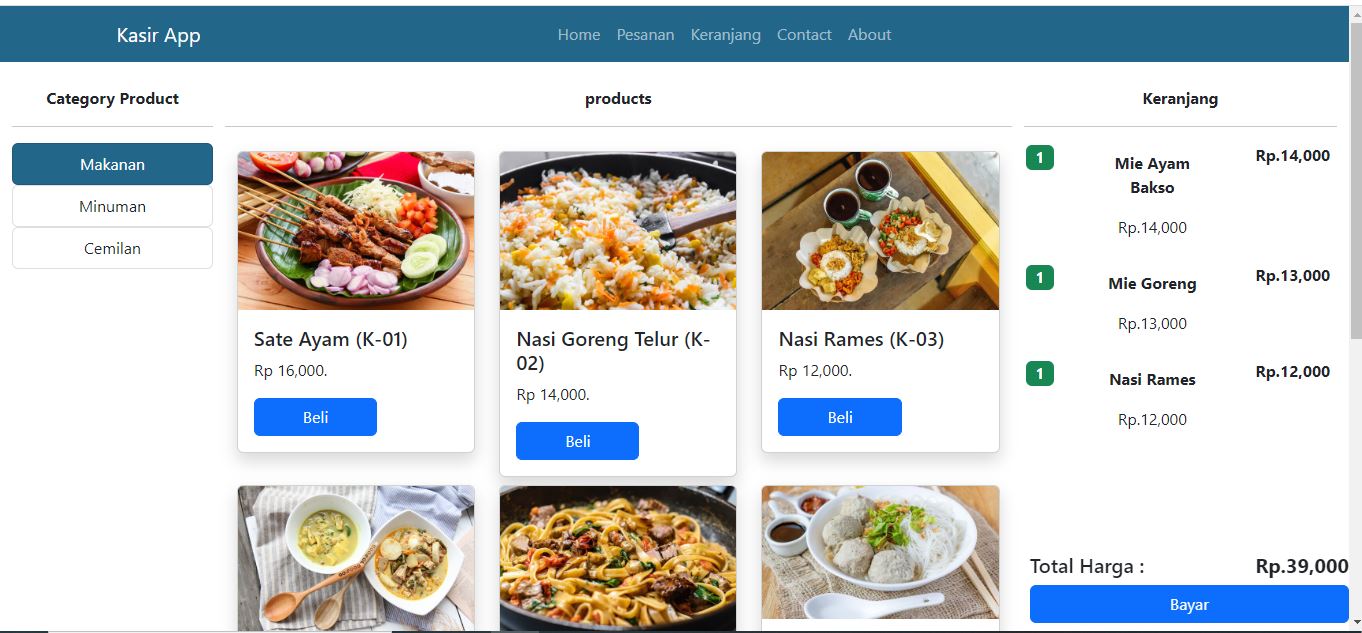 Kasir App
Home Pesanan Keranjang Contact About
Category Product
Makanan
Minuman
Cemilan
products
Sate Ayam (K-01)
Rp 16,000.
Beli
Nasi Goreng Telur (K-
02)
Rp 14,000.
Beli
Nasi Rames (K-03)
Rp 12,000.
Beli
Keranjang
1
Mie Ayam
Bakso
Rp.14,000
Rp.14,000
1
Mie Goreng
Rp.13,000
Rp.13,000
1
Nasi Rames
Rp.12,000
Rp.12,000
Total Harga :
Rp.39,000
Bayar